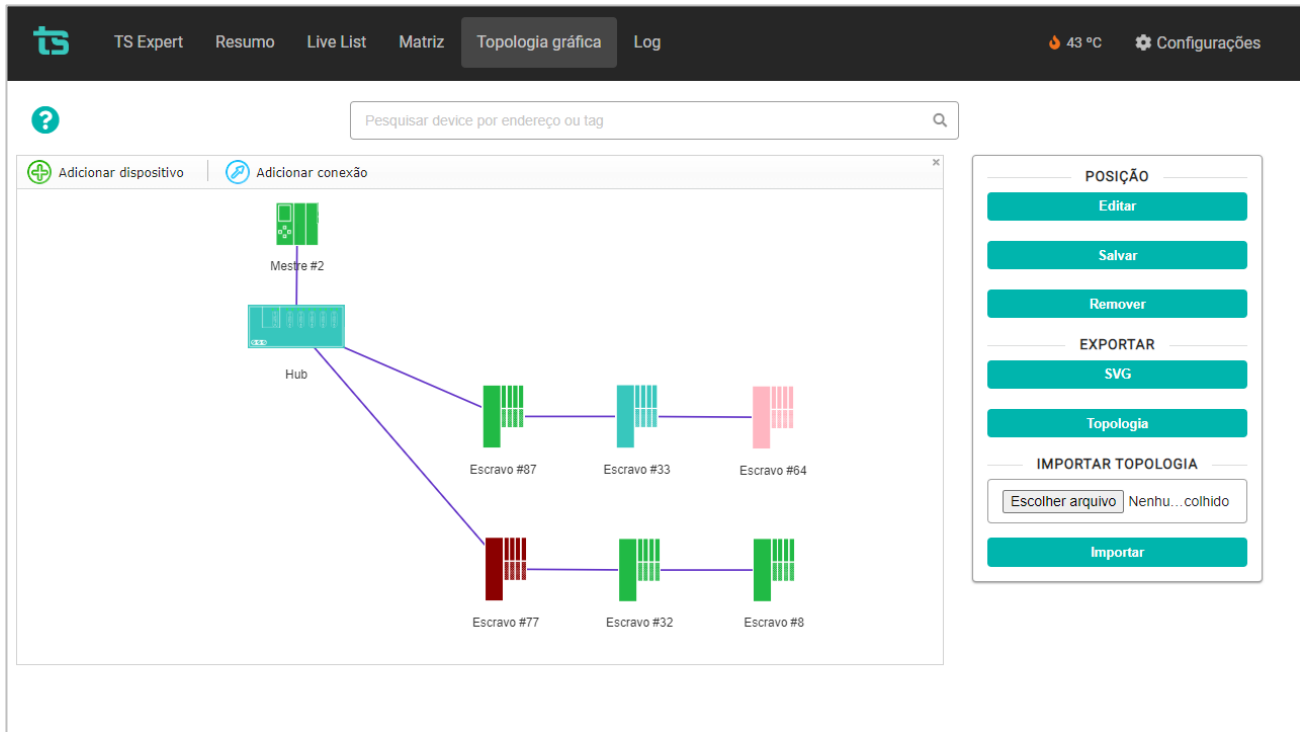 ts TS Expert Resumo Live List Matriz Topologia gráfica Log 43 ºC Configurações
?
Pesquisar device por endereço ou tag
Adicionar dispositivo Adicionar conexão ×
Mestre #2
Hub
Escravo #87 Escravo #33 Escravo #64
Escravo #77 Escravo #32 Escravo #8
POSIÇÃO
Editar
Salvar
Remover
EXPORTAR
SVG
Topologia
IMPORTAR TOPOLOGIA
Escolher arquivo Nenhu...colhido
Importar